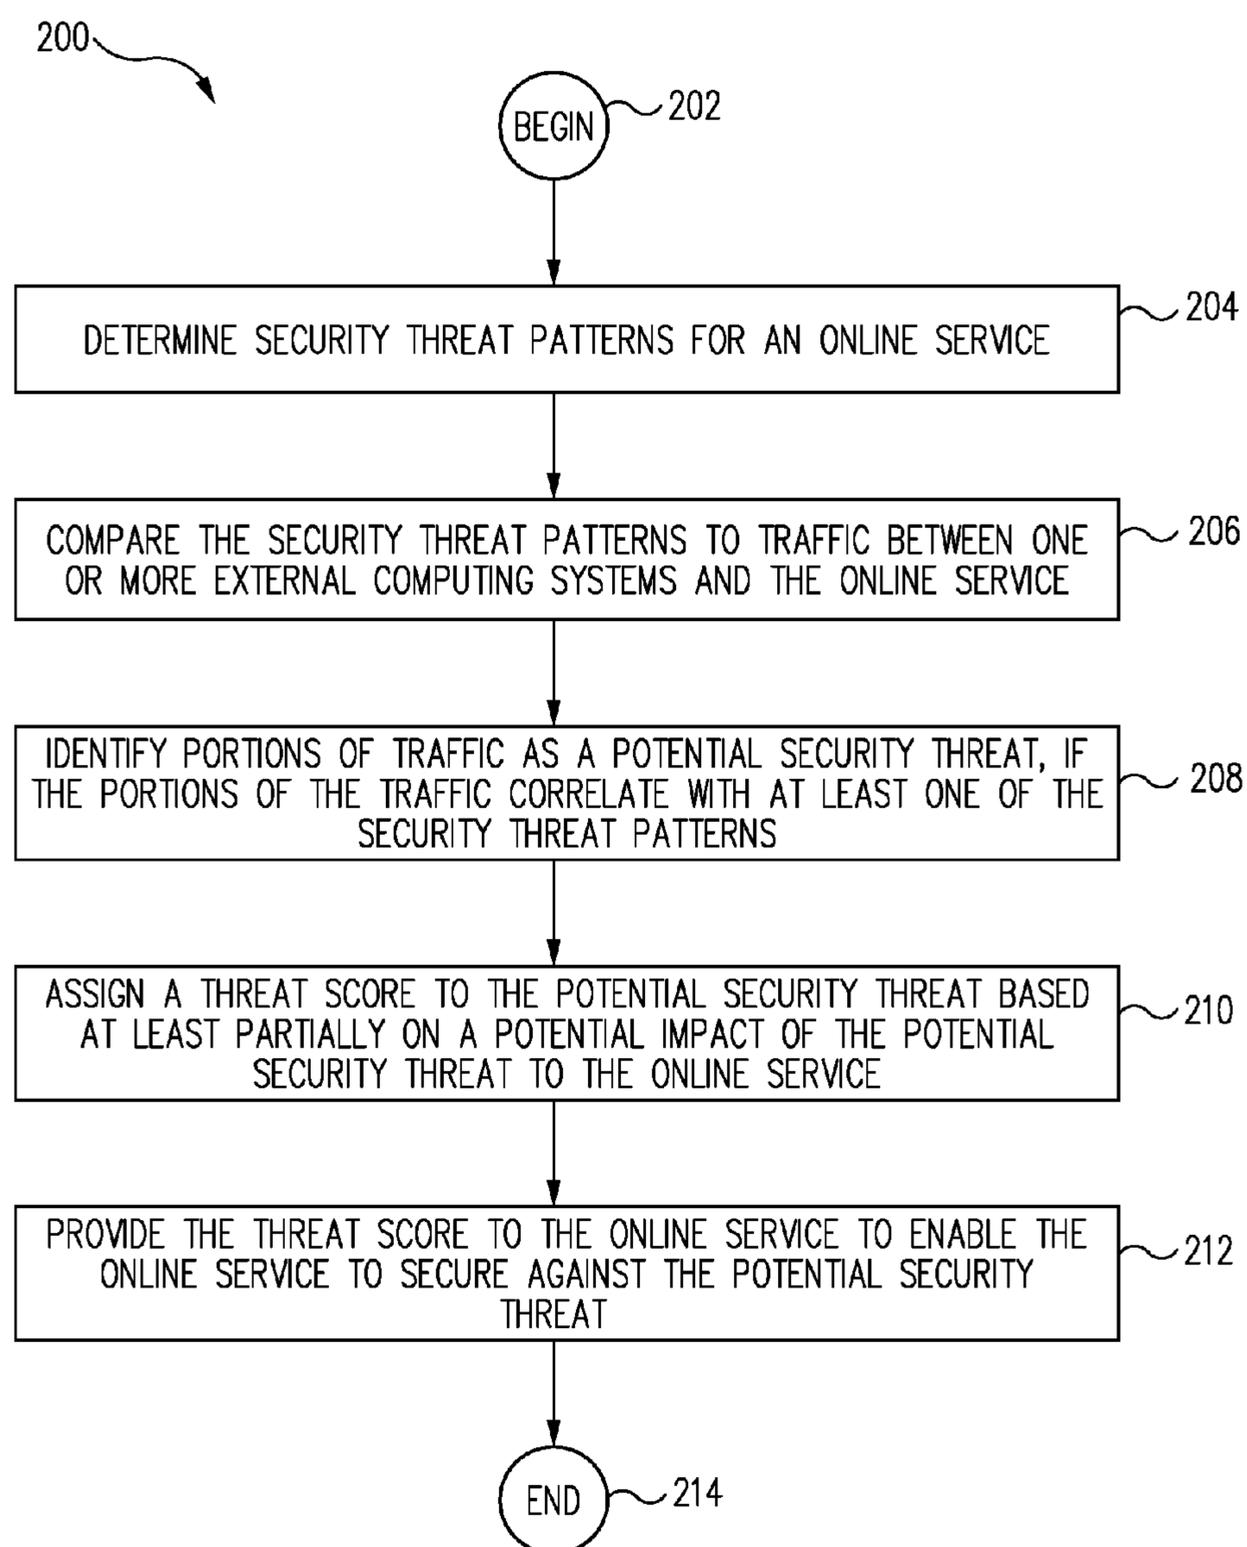 200
BEGIN
202
DETERMINE SECURITY THREAT PATTERNS FOR AN ONLINE SERVICE
204
COMPARE THE SECURITY THREAT PATTERNS TO TRAFFIC BETWEEN ONE
OR MORE EXTERNAL COMPUTING SYSTEMS AND THE ONLINE SERVICE
206
IDENTIFY PORTIONS OF TRAFFIC AS A POTENTIAL SECURITY THREAT, IF
THE PORTIONS OF THE TRAFFIC CORRELATE WITH AT LEAST ONE OF THE
SECURITY THREAT PATTERNS
208
ASSIGN A THREAT SCORE TO THE POTENTIAL SECURITY THREAT BASED
AT LEAST PARTIALLY ON A POTENTIAL IMPACT OF THE POTENTIAL
SECURITY THREAT TO THE ONLINE SERVICE
210
PROVIDE THE THREAT SCORE TO THE ONLINE SERVICE TO ENABLE THE
ONLINE SERVICE TO SECURE AGAINST THE POTENTIAL SECURITY
THREAT
212
END
214